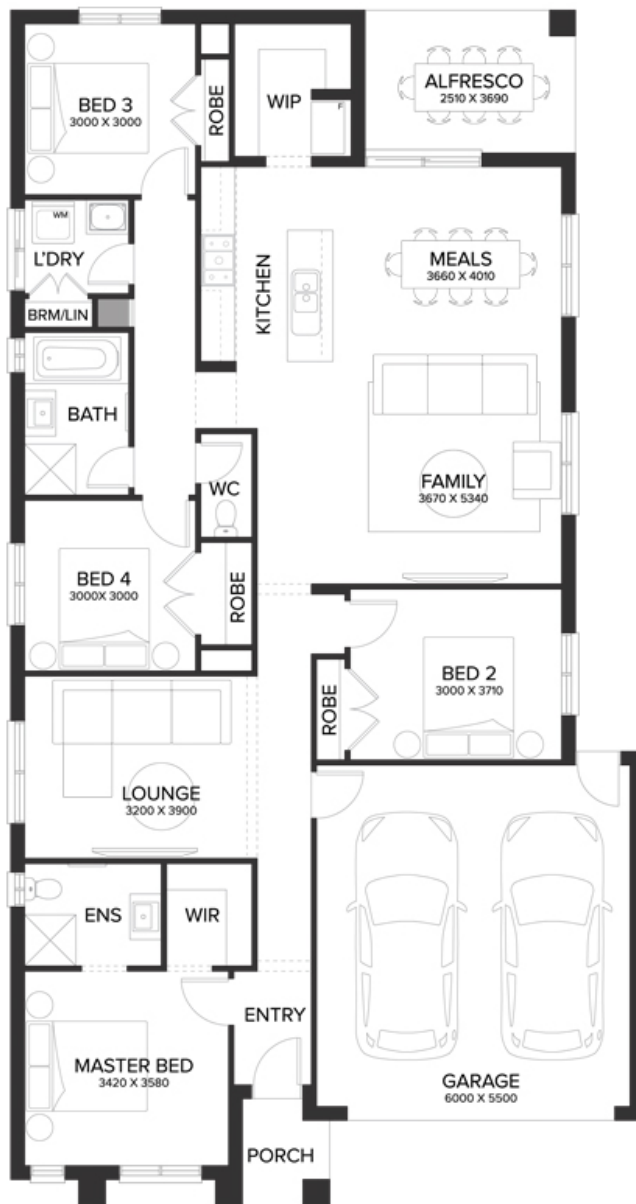 BED 3
3000 X 3000
ROBE
WIP
F
ALFRESCO
2510 X 3690
WM
L'DRY
BRM/LIN
KITCHEN
MEALS
3660 X 4010
BATH
WC
FAMILY
3670 X 5340
BED 4
3000X 3000
ROBE
BED 2
3000 X 3710
ROBE
LOUNGE
3200 X 3900
ENS
WIR
ENTRY
MASTER BED
3420 X 3580
GARAGE
6000 X 5500
PORCH